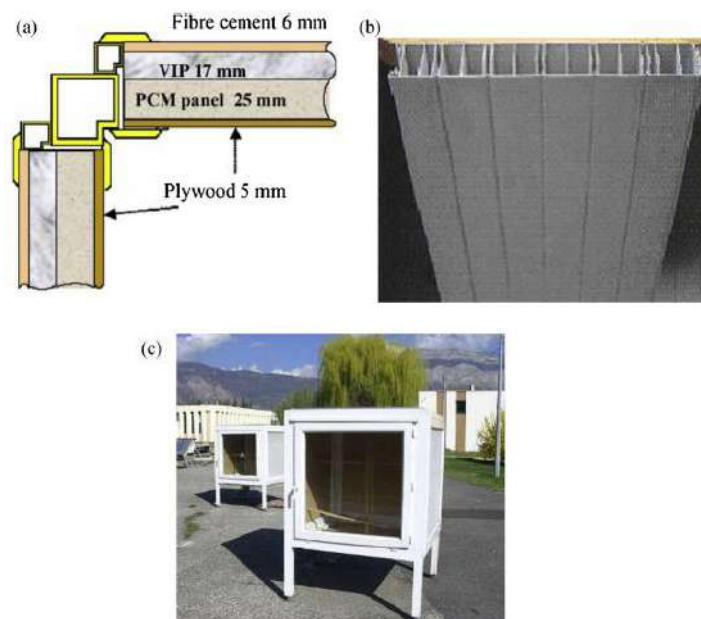 (a)
Fibre cement 6 mm
VIP 17 mm
PCM panel 25 mm
Plywood 5 mm
(b)
(c)